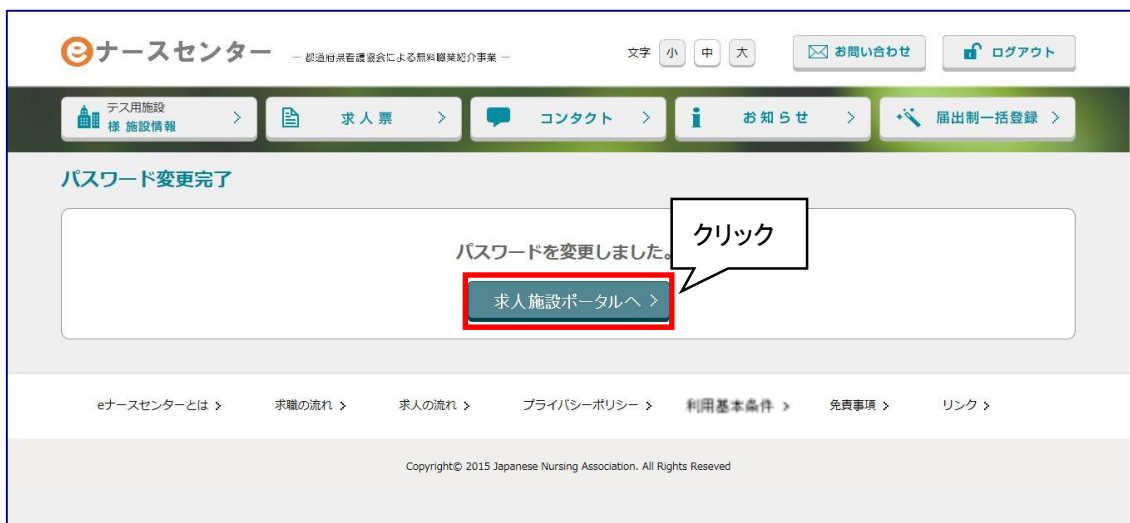 eナースセンター
－ 都道府県看護協会による無料職業紹介事業 －
文字 小 中 大
お問い合わせ
ログアウト
テス用施設
様 施設情報
求人票
コンタクト
お知らせ
届出制一括登録
パスワード変更完了
クリック
パスワードを変更しました。
求人施設ポータルへ
eナースセンターとは
求職の流れ
求人の流れ
プライバシーポリシー
利用基本条件
免責事項
リンク
Copyright© 2015 Japanese Nursing Association. All Rights Reseved